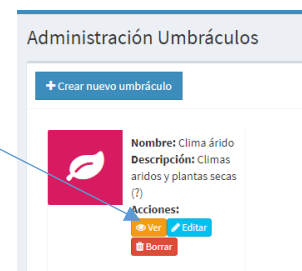 Administración Umbráculos
+ Crear nuevo umbráculo
Nombre: Clima árido
Descripción: Climas
aridos y plantas secas
(?)
Acciones:
Ver Editar
Borrar